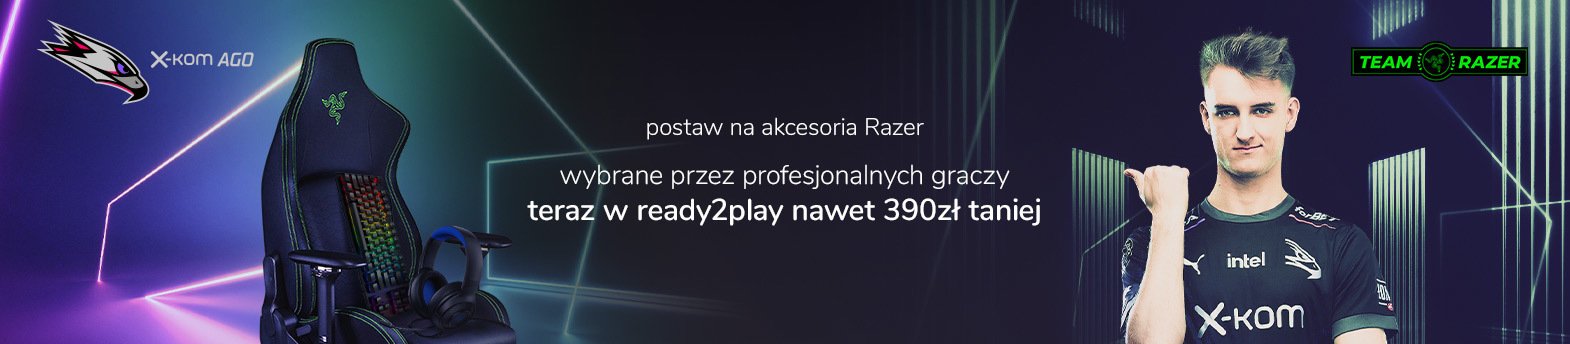 X-KOM AGO
TEAM RAZER
postaw na akcesoria Razer
wybrane przez profesjonalnych graczy
teraz w ready2play nawet 390zł taniej
intel
X-KOM